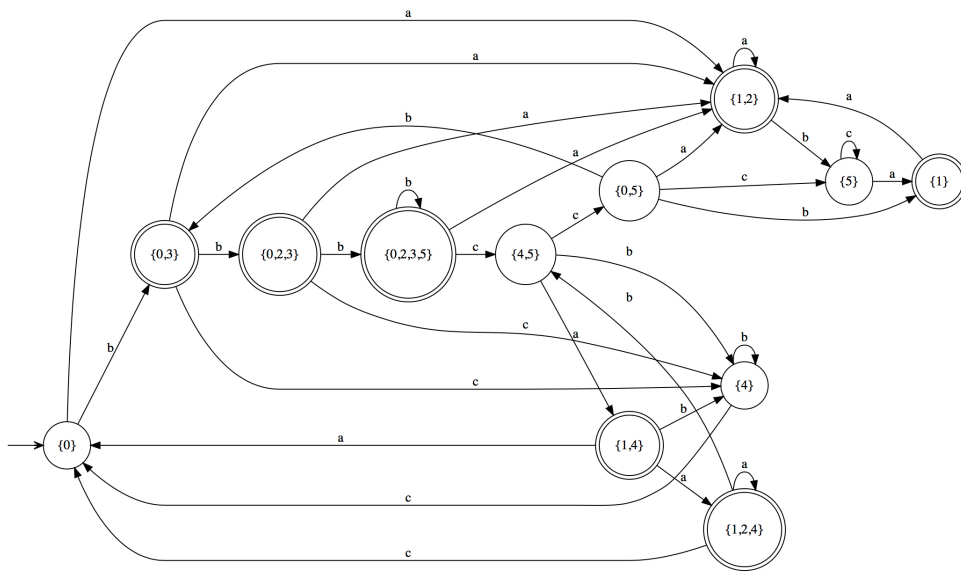 a
a
a
{1,2}
b
a
a
a
b
c
{0,5}
c
{5}
a
{1}
b
b
{0,3}
b
{0,2,3}
b
{0,2,3,5}
c
{4,5}
c
b
b
c
a
b
b
{4}
c
b
{0}
a
{1,4}
a
c
a
{1,2,4}
c